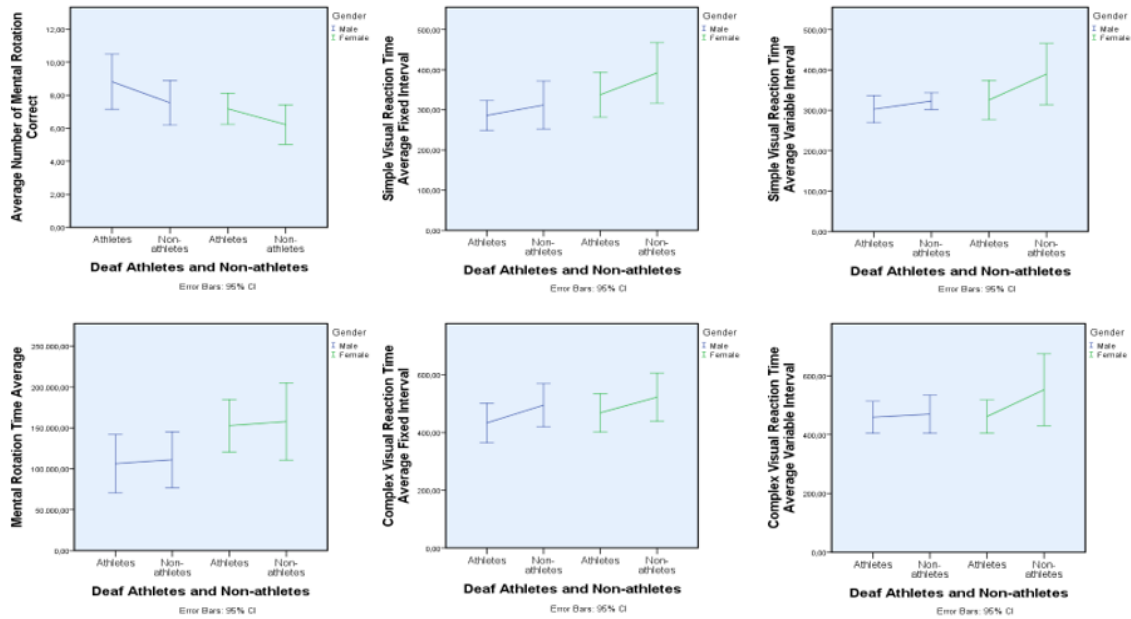 Average Number of Mental Rotation
Correct
12,00
10,00
8,00
6,00
4,00
2,00
0,00
Athletes
Non-
athletes
Athletes
Non-
athletes
Deaf Athletes and Non-athletes
Error Bars: 95% CI
Gender
Male
Female
Simple Visual Reaction Time
Average Fixed Interval
500,00
400,00
300,00
200,00
100,00
0,00
Athletes
Non-
athletes
Athletes
Non-
athletes
Deaf Athletes and Non-athletes
Error Bars: 95% CI
Gender
Male
Female
Simple Visual Reaction Time
Average Variable Interval
500,00
400,00
300,00
200,00
100,00
0,00
Athletes
Non-
athletes
Athletes
Non-
athletes
Deaf Athletes and Non-athletes
Error Bars: 95% CI
Gender
Male
Female
Mental Rotation Time Average
250.000,00
200.000,00
150.000,00
100.000,00
50.000,00
0,00
Athletes
Non-
athletes
Athletes
Non-
athletes
Deaf Athletes and Non-athletes
Error Bars: 95% CI
Gender
Male
Female
Complex Visual Reaction Time
Average Fixed Interval
600,00
400,00
200,00
0,00
Athletes
Non-
athletes
Athletes
Non-
athletes
Deaf Athletes and Non-athletes
Error Bars: 95% CI
Gender
Male
Female
Complex Visual Reaction Time
Average Variable Interval
600,00
400,00
200,00
0,00
Athletes
Non-
athletes
Athletes
Non-
athletes
Deaf Athletes and Non-athletes
Error Bars: 95% CI
Gender
Male
Female